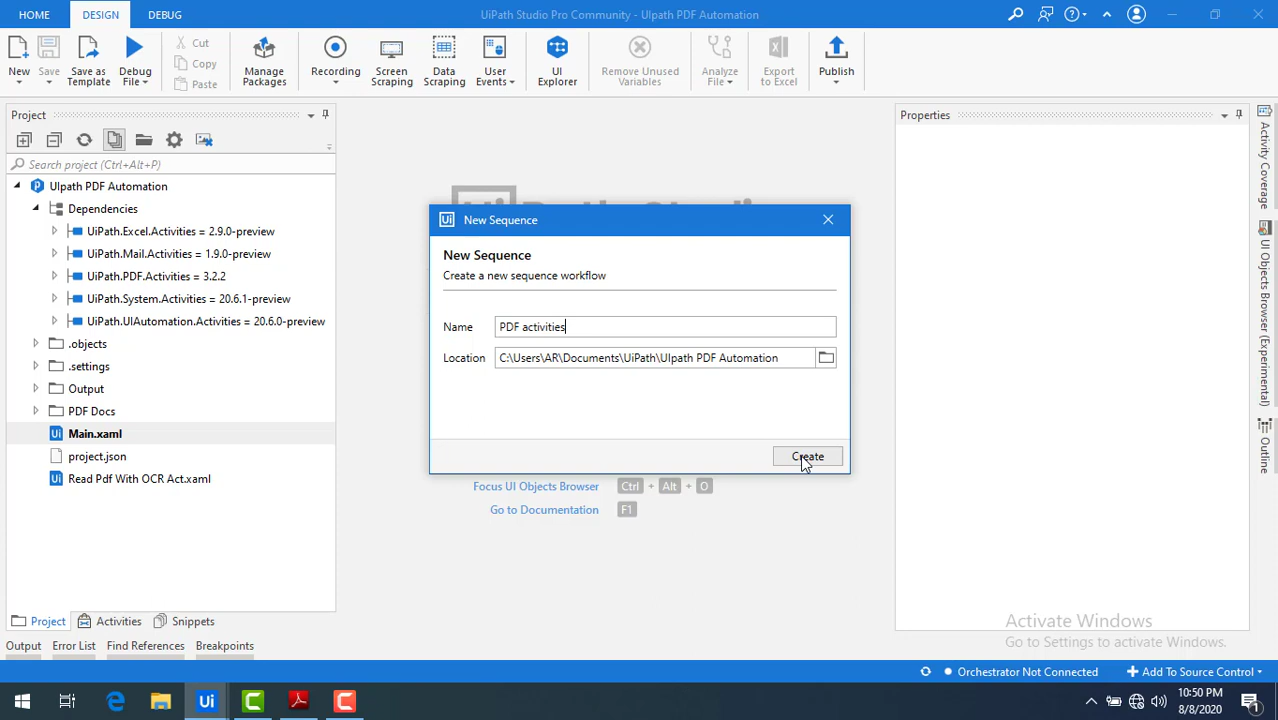 HOME DESIGN DEBUG UiPath Studio Pro Community - UIpath PDF Automation
New Save Save as Template Debug File Cut Copy Paste Manage Packages Recording Screen Scraping Data Scraping User Events UI Explorer Remove Unused Variables Analyze File Export to Excel Publish
Project
Search project (Ctrl+Alt+P)
UIpath PDF Automation
Dependencies
UiPath.Excel.Activities = 2.9.0-preview
UiPath.Mail.Activities = 1.9.0-preview
UiPath.PDF.Activities = 3.2.2
UiPath.System.Activities = 20.6.1-preview
UiPath.UIAutomation.Activities = 20.6.0-preview
.objects
.settings
Output
PDF Docs
Main.xaml
project.json
Read Pdf With OCR Act.xaml
Project Activities Snippets
Output Error List Find References Breakpoints
Ui New Sequence
New Sequence
Create a new sequence workflow
Name PDF activities
Location C:\Users\AR\Documents\UiPath\UIpath PDF Automation
Create
Focus UI Objects Browser Ctrl + Alt + O
Go to Documentation F1
Properties
Activity Coverage
UI Objects Browser (Experimental)
Outline
Activate Windows
Go to Settings to activate Windows.
Orchestrator Not Connected Add To Source Control
10:50 PM
8/8/2020